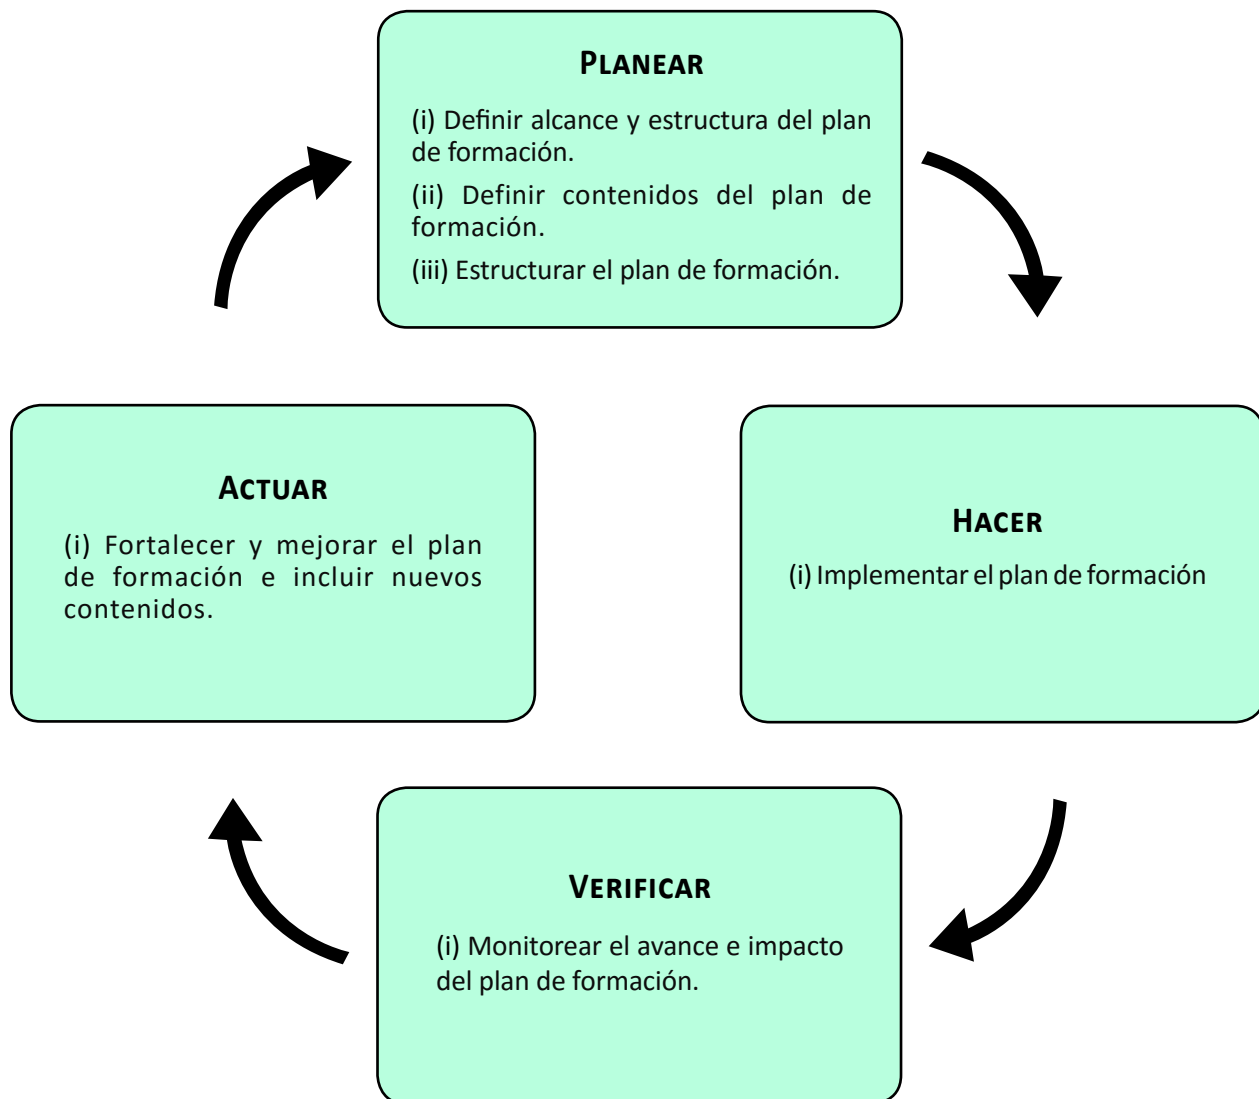 PLANEAR
(i) Definir alcance y estructura del plan
de formación.
(ii) Definir contenidos del plan de
formación.
(iii) Estructurar el plan de formación.
HACER
(i) Implementar el plan de formación
VERIFICAR
(i) Monitorear el avance e impacto
del plan de formación.
ACTUAR
(i) Fortalecer y mejorar el plan
de formación e incluir nuevos
contenidos.